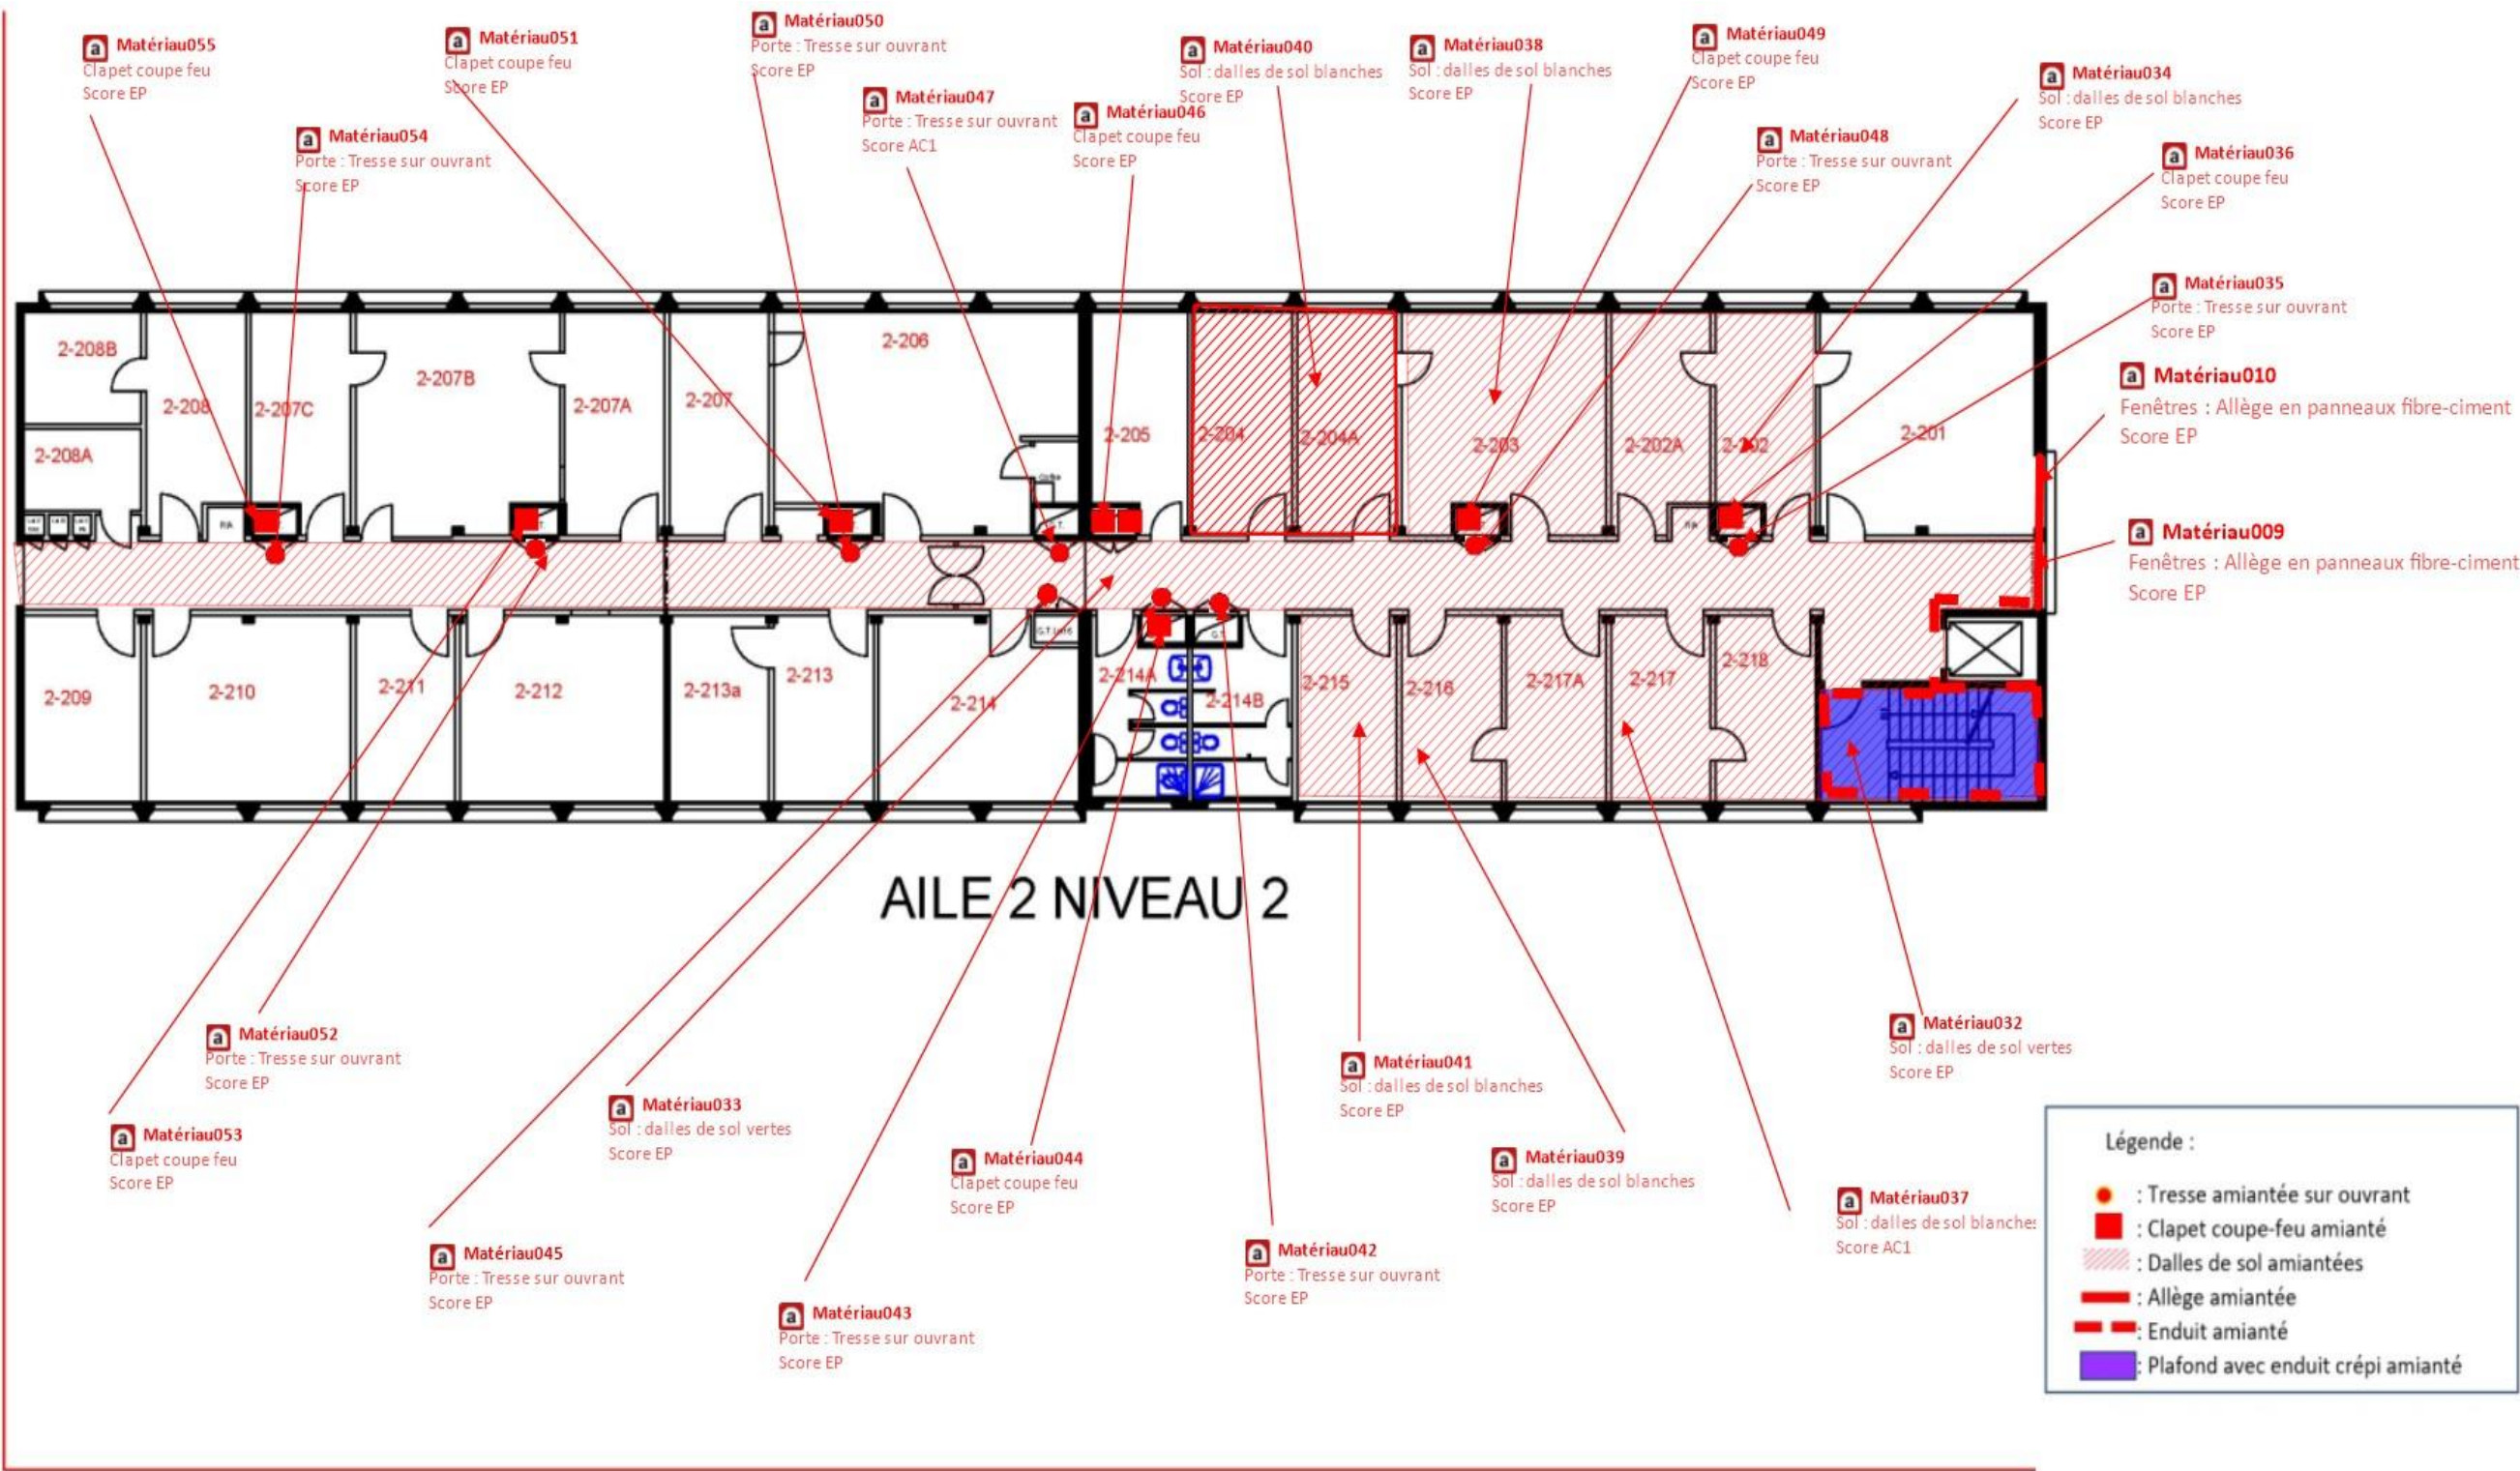 a Matériau055
Clapet coupe feu
Score EP
a Matériau051
Clapet coupe feu
Score EP
a Matériau050
Porte : Tresse sur ouvrant
Score EP
a Matériau054
Porte : Tresse sur ouvrant
Score EP
a Matériau047
Porte : Tresse sur ouvrant
Score AC1
a Matériau046
Clapet coupe feu
Score EP
a Matériau040
Sol : dalles de sol blanches
Score EP
a Matériau038
Sol : dalles de sol blanches
Score EP
a Matériau049
Clapet coupe feu
Score EP
a Matériau048
Porte : Tresse sur ouvrant
Score EP
a Matériau034
Sol : dalles de sol blanches
Score EP
a Matériau036
Clapet coupe feu
Score EP
a Matériau035
Porte : Tresse sur ouvrant
Score EP
a Matériau010
Fenêtres : Allège en panneaux fibre-ciment
Score EP
a Matériau009
Fenêtres : Allège en panneaux fibre-ciment
Score EP
2-208B
2-208A
2-208
2-207C
2-207B
2-207A
2-207
2-206
2-205
2-204
2-204A
2-203
2-202A
2-202
2-201
2-209
2-210
2-211
2-212
2-213a
2-213
2-214
2-214A
2-214B
G.T.
2-215
2-216
2-217A
2-217
2-218
AILE 2 NIVEAU 2
a Matériau052
Porte : Tresse sur ouvrant
Score EP
a Matériau053
Clapet coupe feu
Score EP
a Matériau045
Porte : Tresse sur ouvrant
Score EP
a Matériau033
Sol : dalles de sol vertes
Score EP
a Matériau043
Porte : Tresse sur ouvrant
Score EP
a Matériau044
Clapet coupe feu
Score EP
a Matériau042
Porte : Tresse sur ouvrant
Score EP
a Matériau041
Sol : dalles de sol blanches
Score EP
a Matériau039
Sol : dalles de sol blanches
Score EP
a Matériau037
Sol : dalles de sol blanches
Score AC1
a Matériau032
Sol : dalles de sol vertes
Score EP
Légende :
: Tresse amiantée sur ouvrant
: Clapet coupe-feu amianté
: Dalles de sol amiantées
: Allège amiantée
: Enduit amianté
: Plafond avec enduit crépi amianté